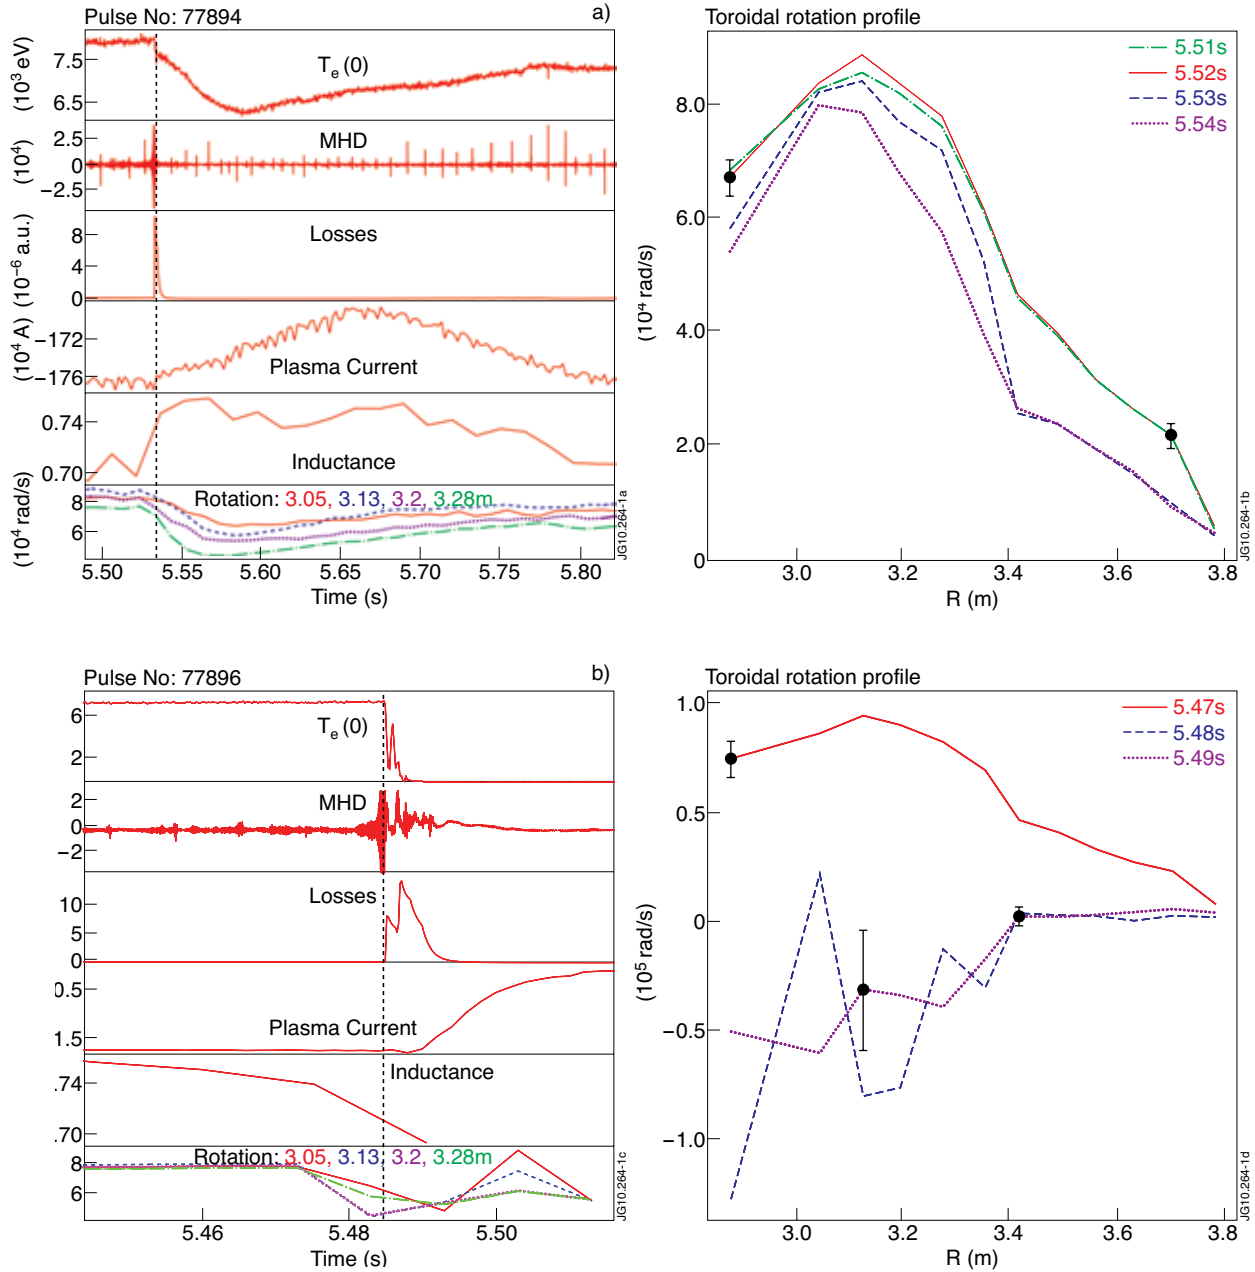 Pulse No: 77894
a)
(10³ eV)
7.5
6.5
Te (0)
(10⁴)
2.5
0
−2.5
MHD
(10⁻⁶ a.u.)
8
4
0
Losses
(10⁴ A)
−172
−176
Plasma Current
0.74
0.70
Inductance
(10⁴ rad/s)
8
6
Rotation: 3.05, 3.13, 3.2, 3.28m
5.50 5.55 5.60 5.65 5.70 5.75 5.80
Time (s)
JG10.264-1a
Toroidal rotation profile
5.51s
5.52s
5.53s
5.54s
8.0
6.0
4.0
2.0
0
(10⁴ rad/s)
3.0 3.2 3.4 3.6 3.8
R (m)
JG10.264-1b
Pulse No: 77896
b)
6
2
Te (0)
2
0
−2
MHD
10
5
0
Losses
0.5
1.5
Plasma Current
.74
.70
Inductance
8
6
Rotation: 3.05, 3.13, 3.2, 3.28m
5.46 5.48 5.50
Time (s)
JG10.264-1c
Toroidal rotation profile
5.47s
5.48s
5.49s
1.0
0.5
0
−0.5
−1.0
(10⁵ rad/s)
3.0 3.2 3.4 3.6 3.8
R (m)
JG10.264-1d